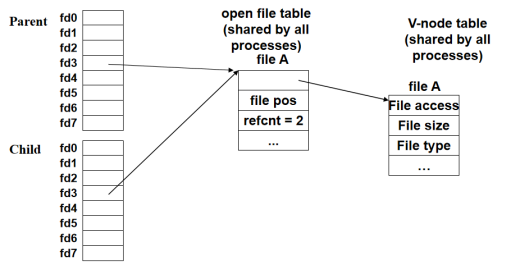 Parent
fd0
fd1
fd2
fd3
fd4
fd5
fd6
fd7
Child
fd0
fd1
fd2
fd3
fd4
fd5
fd6
fd7
open file table
(shared by all
processes)
file A
file pos
refcnt = 2
...
V-node table
(shared by all
processes)
file A
File access
File size
File type
...